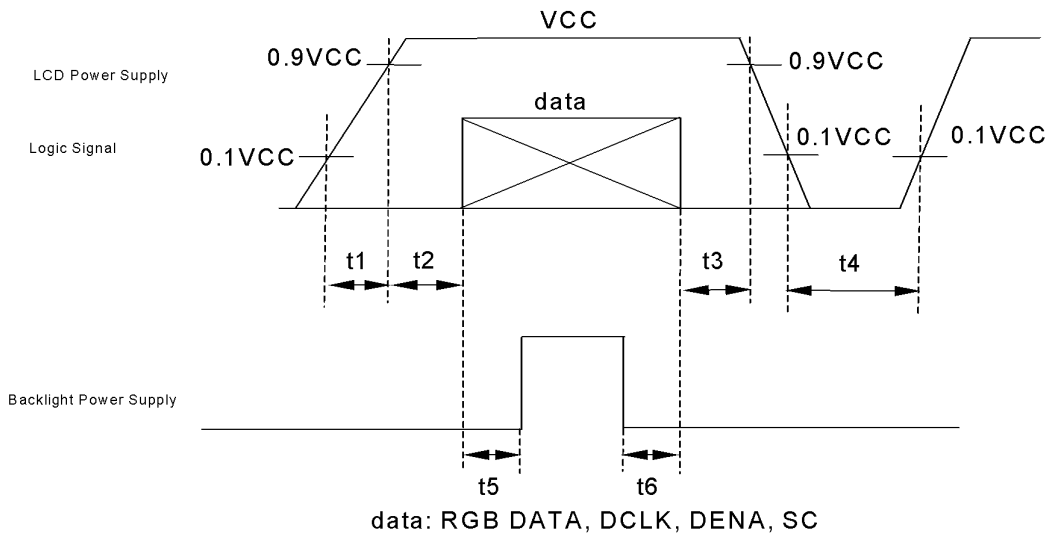 VCC
0.9VCC
0.9VCC
LCD Power Supply
data
Logic Signal
0.1VCC
0.1VCC
0.1VCC
t1
t2
t3
t4
Backlight Power Supply
t5
t6
data: RGB DATA, DCLK, DENA, SC